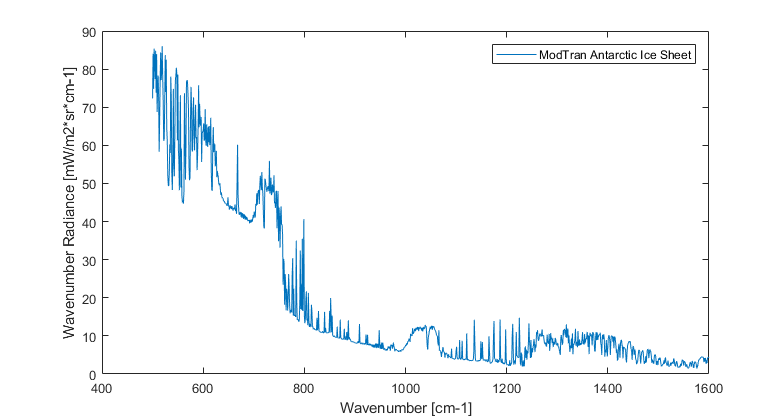 90
80
70
60
50
40
30
20
10
0
Wavenumber Radiance [mW/m2*sr*cm-1]
ModTran Antarctic Ice Sheet
400 600 800 1000 1200 1400 1600
Wavenumber [cm-1]